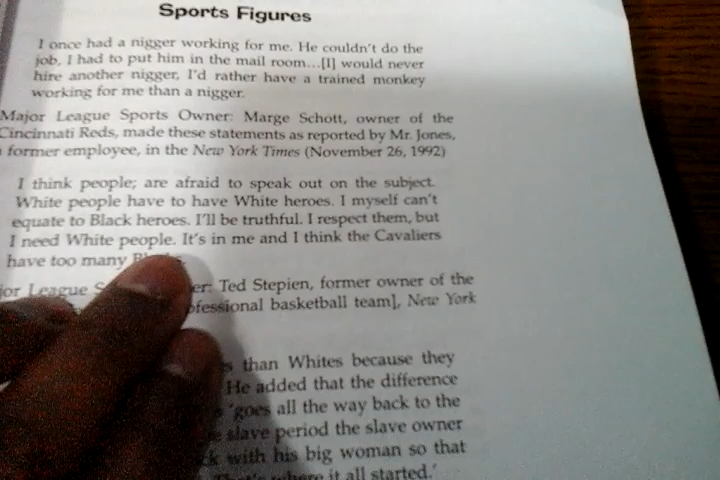 Sports Figures
I once had a nigger working for me. He couldn't do the
job, I had to put him in the mail room...[I] would never
hire another nigger, I'd rather have a trained monkey
working for me than a nigger.
Major League Sports Owner: Marge Schott, owner of the
Cincinnati Reds, made these statements as reported by Mr. Jones,
former employee, in the New York Times (November 26, 1992)
I think people; are afraid to speak out on the subject.
White people have to have White heroes. I myself can't
equate to Black heroes. I'll be truthful. I respect them, but
I need White people. It's in me and I think the Cavaliers
have too many
League Ted Stepien, former owner of the
basketball team], New York
than Whites because they
He added that the difference
'goes all the way back to the
slave period the slave owner
with his big woman so that
That's where it all started.'